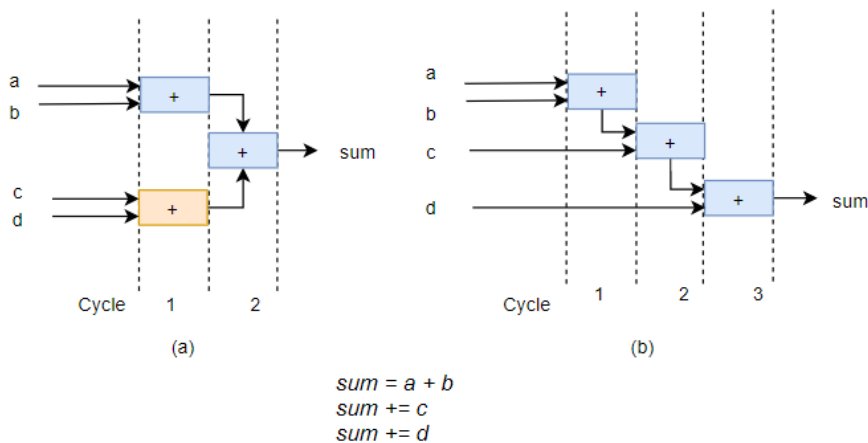 a
b
+
+
sum
c
d
+
Cycle 1 2
(a)
a
b
+
c
+
d
+
sum
Cycle 1 2 3
(b)
sum = a + b
sum += c
sum += d